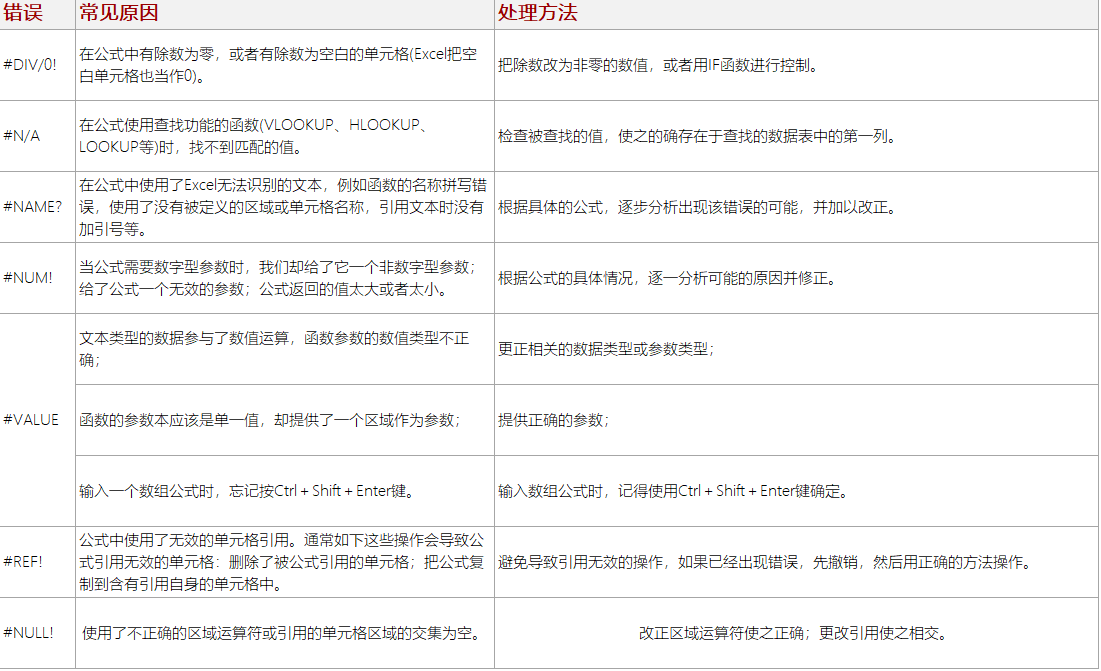 错误 常见原因 处理方法
#DIV/0! 在公式中有除数为零，或者有除数为空白的单元格(Excel把空
白单元格也当作0)。 把除数改为非零的数值，或者用IF函数进行控制。
#N/A 在公式使用查找功能的函数(VLOOKUP、HLOOKUP、
LOOKUP等)时，找不到匹配的值。 检查被查找的值，使之的确存在于查找的数据表中的第一列。
#NAME? 在公式中使用了Excel无法识别的文本，例如函数的名称拼写错
误，使用了没有被定义的区域或单元格名称，引用文本时没有
加引号等。 根据具体的公式，逐步分析出现该错误的可能，并加以改正。
#NUM! 当公式需要数字型参数时，我们却给了它一个非数字型参数；
给了公式一个无效的参数；公式返回的值太大或者太小。 根据公式的具体情况，逐一分析可能的原因并修正。
#VALUE 文本类型的数据参与了数值运算，函数参数的数值类型不正
确； 更正相关的数据类型或参数类型；
函数的参数本应该是单一值，却提供了一个区域作为参数； 提供正确的参数；
输入一个数组公式时，忘记按Ctrl + Shift + Enter键。 输入数组公式时，记得使用Ctrl + Shift + Enter键确定。
#REF! 公式中使用了无效的单元格引用。通常如下这些操作会导致公
式引用无效的单元格：删除了被公式引用的单元格；把公式复
制到含有引用自身的单元格中。 避免导致引用无效的操作，如果已经出现错误，先撤销，然后用正确的方法操作。
#NULL! 使用了不正确的区域运算符或引用的单元格区域的交集为空。 改正区域运算符使之正确；更改引用使之相交。